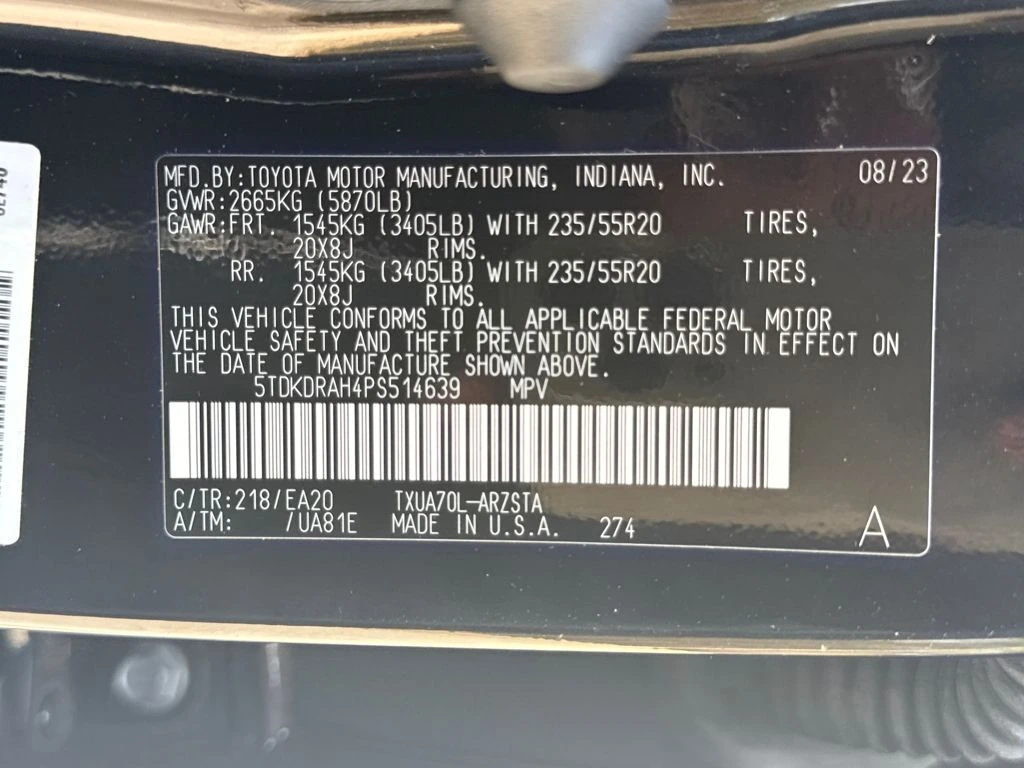 MFD.BY:TOYOTA MOTOR MANUFACTURING, INDIANA, INC. 08/23
GVWR:2665KG (5870LB)
GAWR:FRT. 1545KG (3405LB) WITH 235/55R20 TIRES,
20X8J RIMS.
RR. 1545KG (3405LB) WITH 235/55R20 TIRES,
20X8J RIMS.
THIS VEHICLE CONFORMS TO ALL APPLICABLE FEDERAL MOTOR
VEHICLE SAFETY AND THEFT PREVENTION STANDARDS IN EFFECT ON
THE DATE OF MANUFACTURE SHOWN ABOVE.
5TDKDRAH4PS514639 MPV
C/TR:218/EA20 TXUA70L-ARZSTA
A/TM: /UA81E MADE IN U.S.A. 274 A